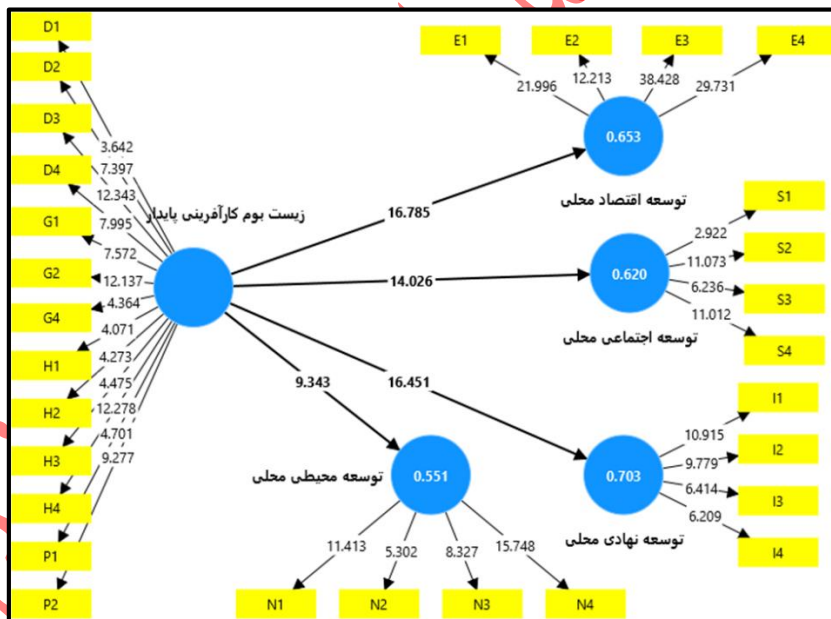 D1
D2
D3
D4
G1
G2
G4
H1
H2
H3
H4
P1
P2
3.642
7.397
12.343
7.995
7.572
12.137
4.364
4.071
4.273
4.475
12.278
4.701
9.277
زیست بوم کارآفرینی پایدار
E1
E2
E3
E4
21.996
12.213
38.428
29.731
0.653
توسعه اقتصاد محلی
16.785
14.026
16.451
9.343
S1
S2
S3
S4
2.922
11.073
6.236
11.012
0.620
توسعه اجتماعی محلی
I1
I2
I3
I4
10.915
9.779
6.414
6.209
0.703
توسعه نهادی محلی
0.551
توسعه محیطی محلی
11.413
5.302
8.327
15.748
N1
N2
N3
N4